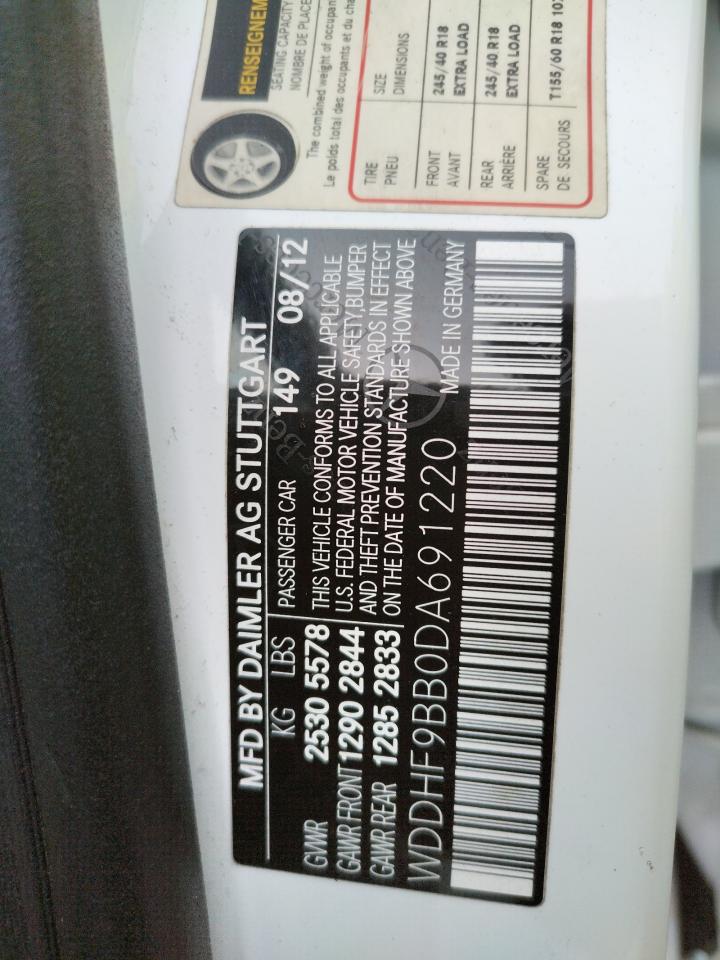 RENSEIGNEM
SEATING CAPACITY
NOMBRE DE PLACE
The combined weight of occupan
Le poids total des occupants et du cha
TIRE SIZE
PNEU DIMENSIONS
FRONT 245/40 R18
AVANT EXTRA LOAD
REAR 245/40 R18
ARRIÈRE EXTRA LOAD
SPARE T155/60 R18 107
DE SECOURS
MFD BY DAIMLER AG STUTTGART
KG LBS PASSENGER CAR 149 08/12
GVWR 2530 5578 THIS VEHICLE CONFORMS TO ALL APPLICABLE
U.S. FEDERAL MOTOR VEHICLE SAFETY,BUMPER
GAWR FRONT 1290 2844 AND THEFT PREVENTION STANDARDS IN EFFECT
GAWR REAR 1285 2833 ON THE DATE OF MANUFACTURE SHOWN ABOVE
WDDHF9BB0DA691220 MADE IN GERMANY